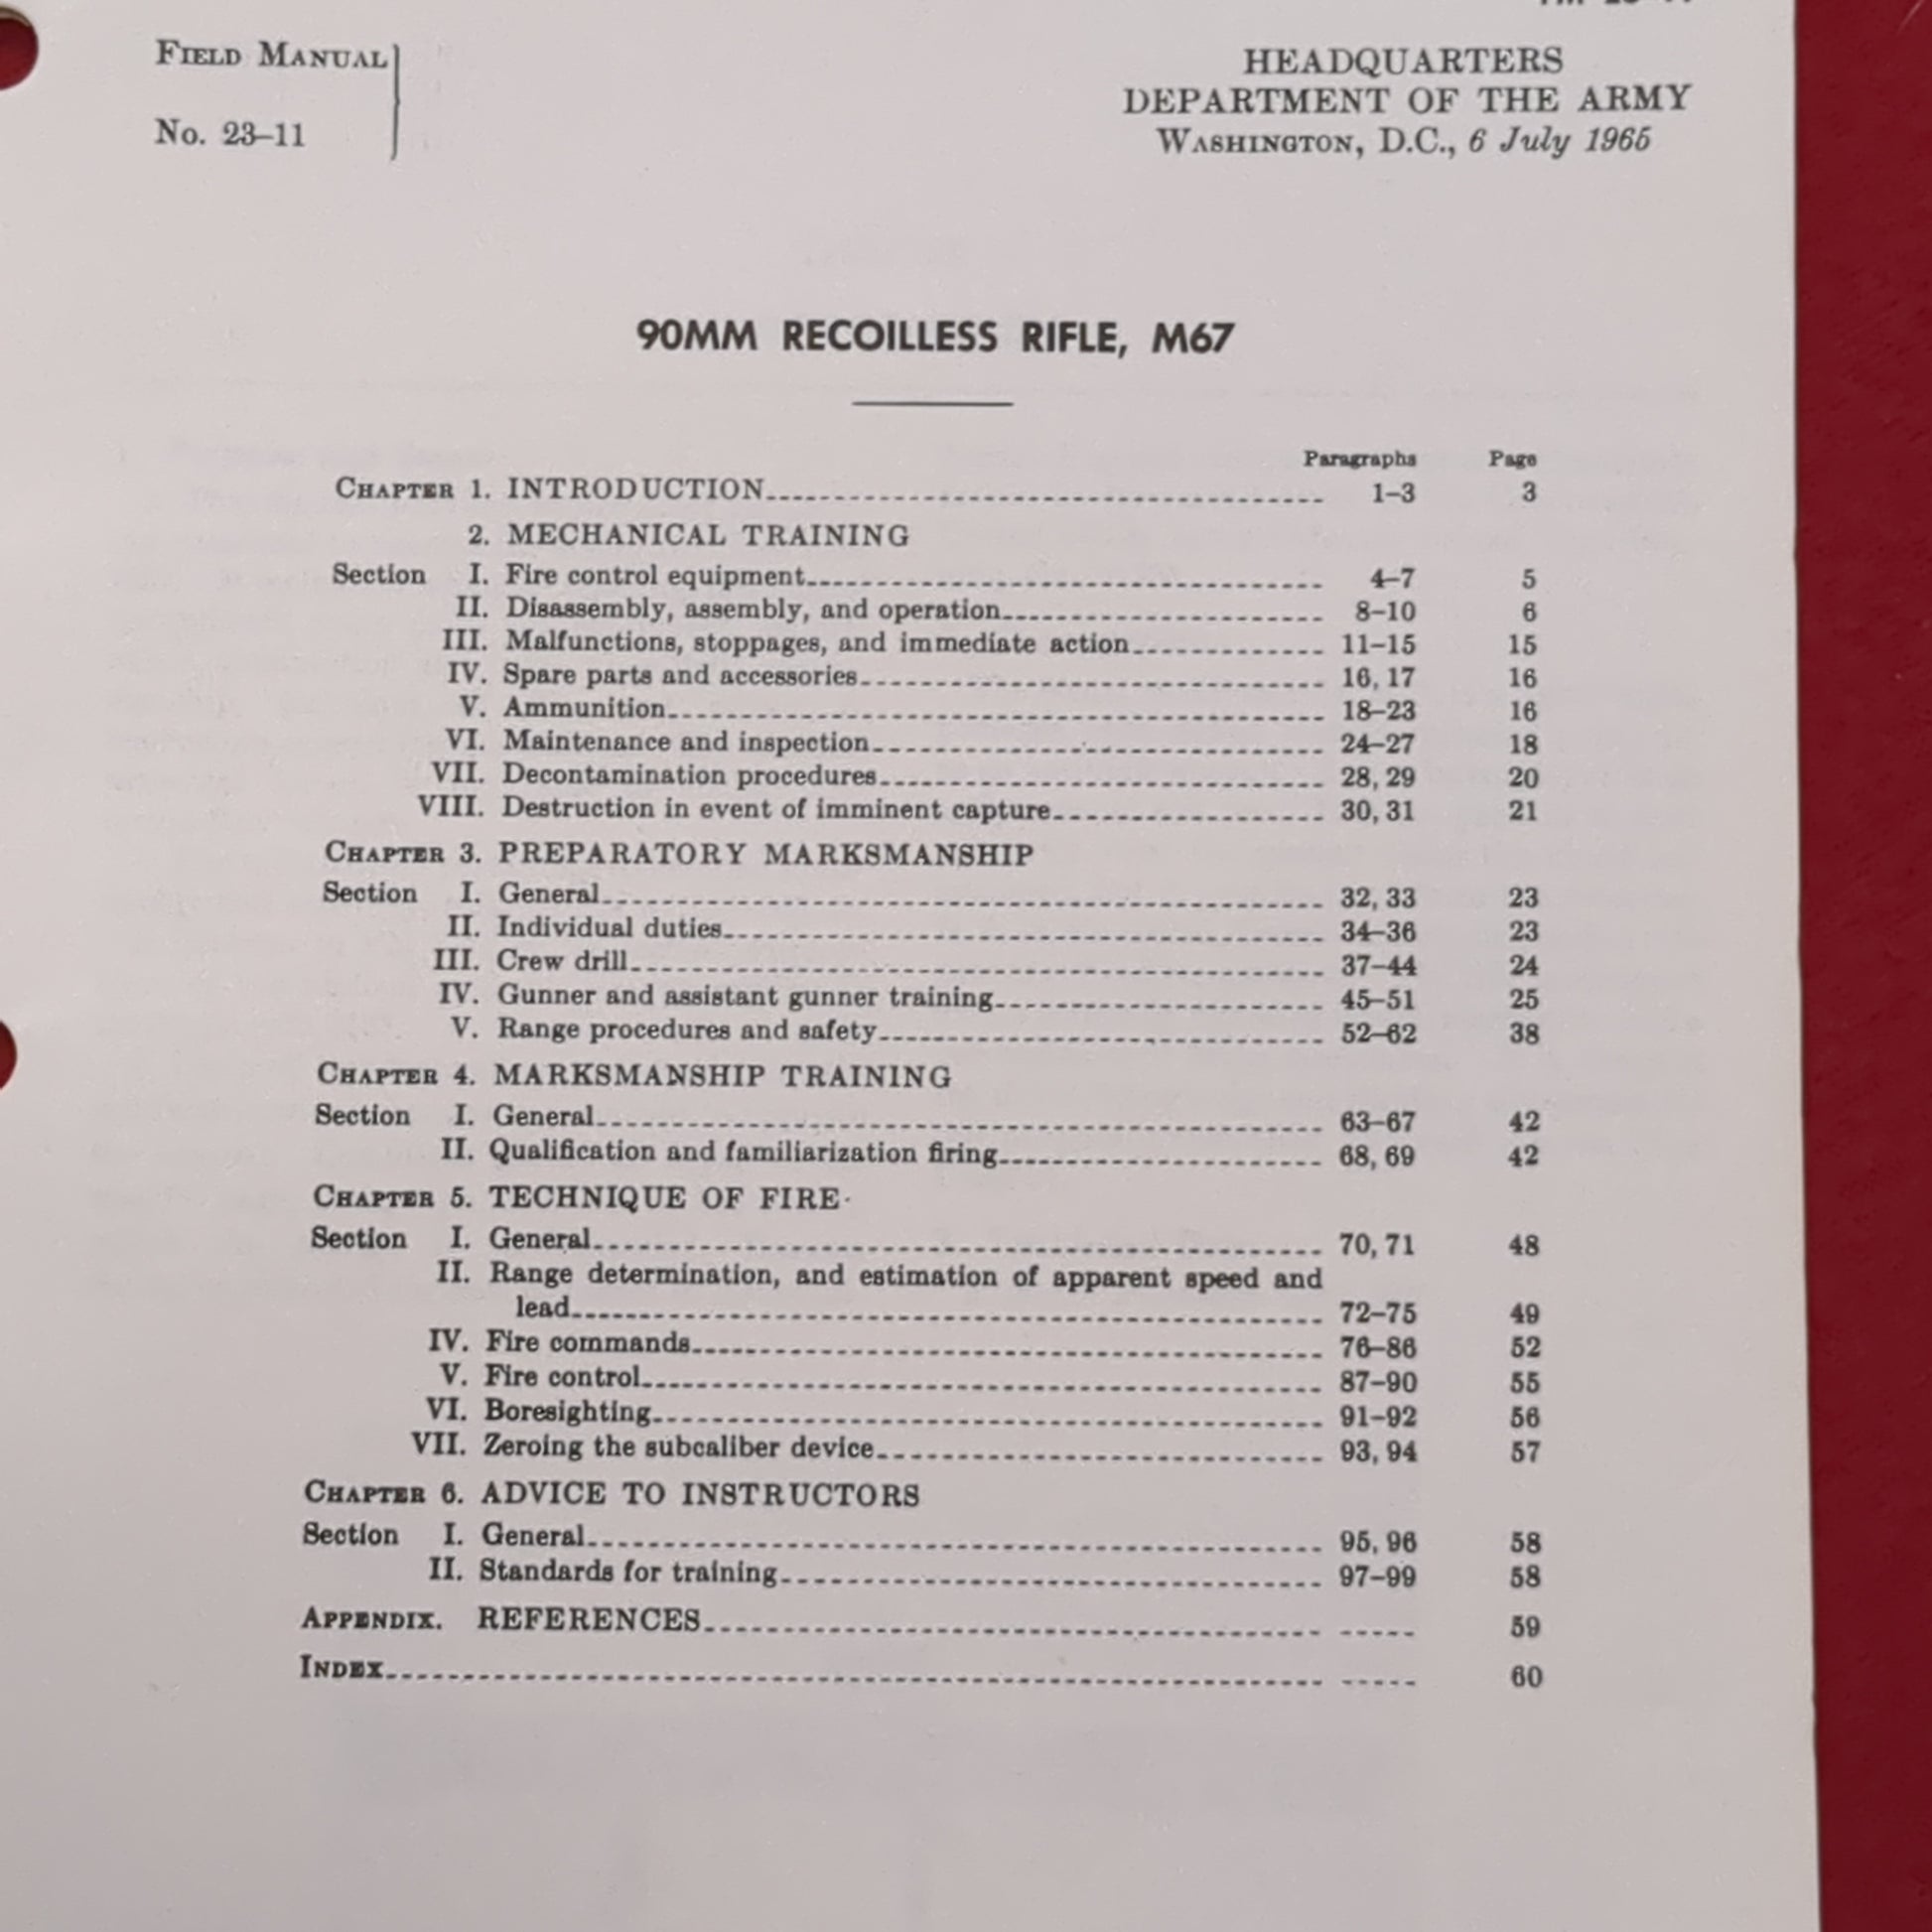 FIELD MANUAL
No. 23–11
HEADQUARTERS
DEPARTMENT OF THE ARMY
WASHINGTON, D.C., 6 July 1965
90MM RECOILLESS RIFLE, M67
Paragraphs Page
CHAPTER 1. INTRODUCTION 1–3 3
2. MECHANICAL TRAINING
Section I. Fire control equipment 4–7 5
II. Disassembly, assembly, and operation 8–10 6
III. Malfunctions, stoppages, and immediate action 11–15 15
IV. Spare parts and accessories 16, 17 16
V. Ammunition 18–23 16
VI. Maintenance and inspection 24–27 18
VII. Decontamination procedures 28, 29 20
VIII. Destruction in event of imminent capture 30, 31 21
CHAPTER 3. PREPARATORY MARKSMANSHIP
Section I. General 32, 33 23
II. Individual duties 34–36 23
III. Crew drill 37–44 24
IV. Gunner and assistant gunner training 45–51 25
V. Range procedures and safety 52–62 38
CHAPTER 4. MARKSMANSHIP TRAINING
Section I. General 63–67 42
II. Qualification and familiarization firing 68, 69 42
CHAPTER 5. TECHNIQUE OF FIRE
Section I. General 70, 71 48
II. Range determination, and estimation of apparent speed and
lead 72–75 49
IV. Fire commands 76–86 52
V. Fire control 87–90 55
VI. Boresighting 91–92 56
VII. Zeroing the subcaliber device 93, 94 57
CHAPTER 6. ADVICE TO INSTRUCTORS
Section I. General 95, 96 58
II. Standards for training 97–99 58
APPENDIX. REFERENCES 59
INDEX 60